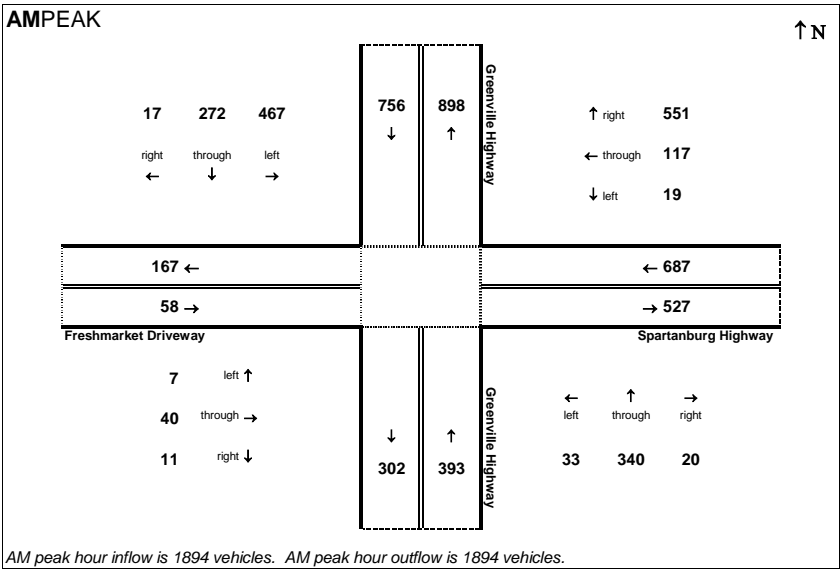 AM PEAK
↑ N
17 272 467
right through left
← ↓ →
756 898
↓ ↑
Greenville Highway
↑ right 551
← through 117
↓ left 19
167 ←
58 →
← 687
→ 527
Freshmarket Driveway
Spartanburg Highway
7 left ↑
40 through →
11 right ↓
↓ ↑
302 393
Greenville Highway
← ↑ →
left through right
33 340 20
AM peak hour inflow is 1894 vehicles. AM peak hour outflow is 1894 vehicles.